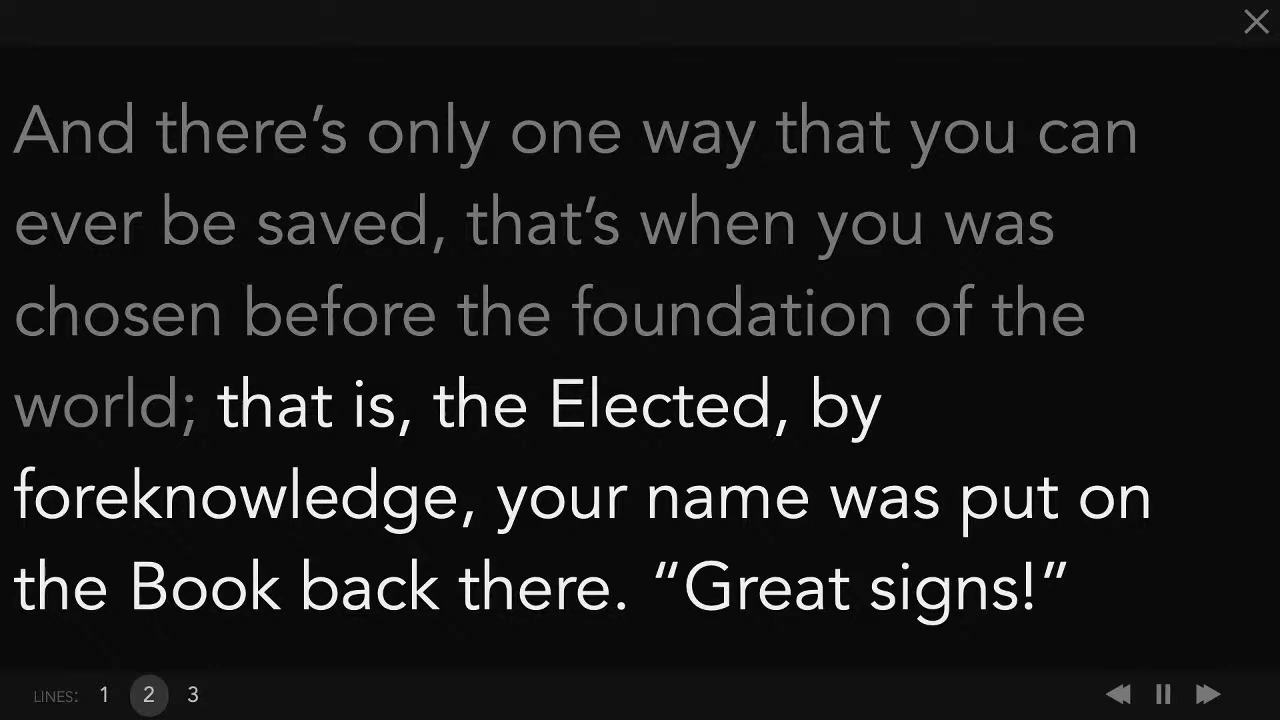 And there’s only one way that you can
ever be saved, that’s when you was
chosen before the foundation of the
world; that is, the Elected, by
foreknowledge, your name was put on
the Book back there. “Great signs!”
LINES: 1 2 3